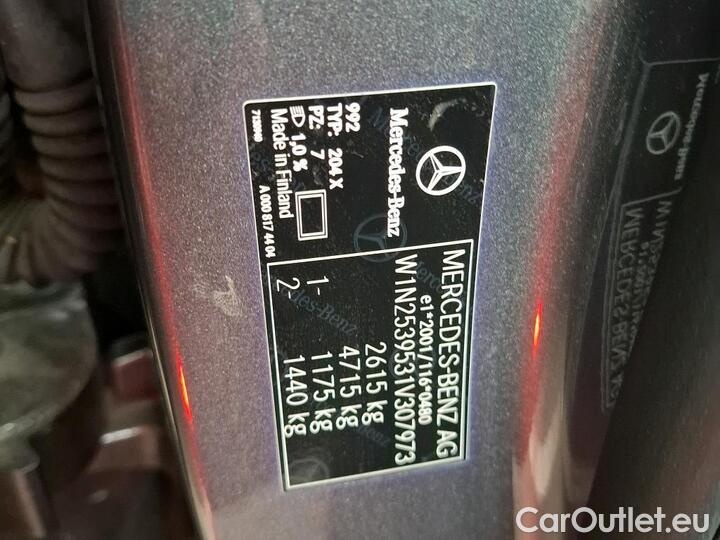 MERCEDES-BENZ AG
e1*2001/116*0480
W1N2539531V307973
2615 kg
4715 kg
1- 1175 kg
2- 1440 kg
Mercedes-Benz
992
TYP: 204 X
PZ: 7
1,0 %
Made in Finland
A 000 817 44 04
CarOutlet.eu